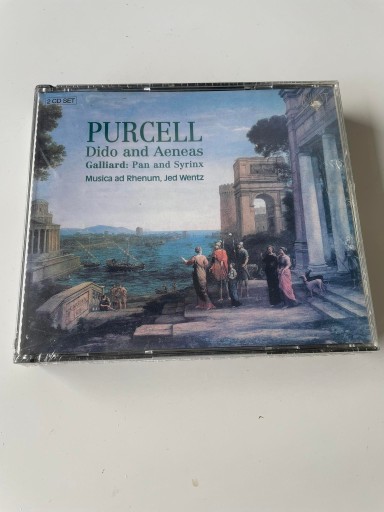 2 CD SET
PURCELL
Dido and Aeneas
Galliard: Pan and Syrinx
Musica ad Rhenum, Jed Wentz